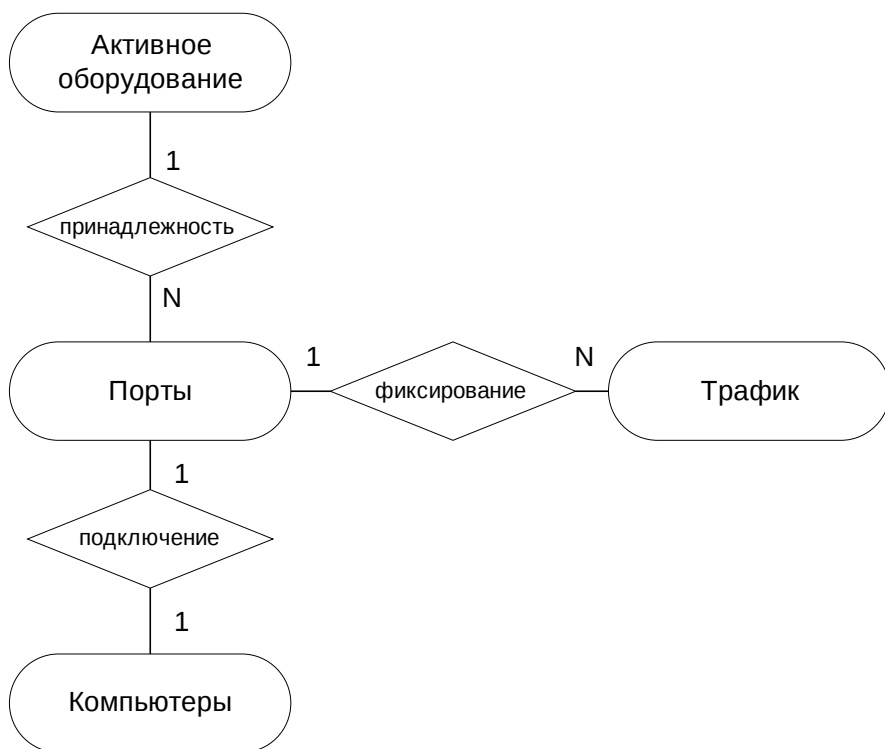 Активное
оборудование
1
принадлежность
N
Порты
1
фиксирование
N
Трафик
1
подключение
1
Компьютеры